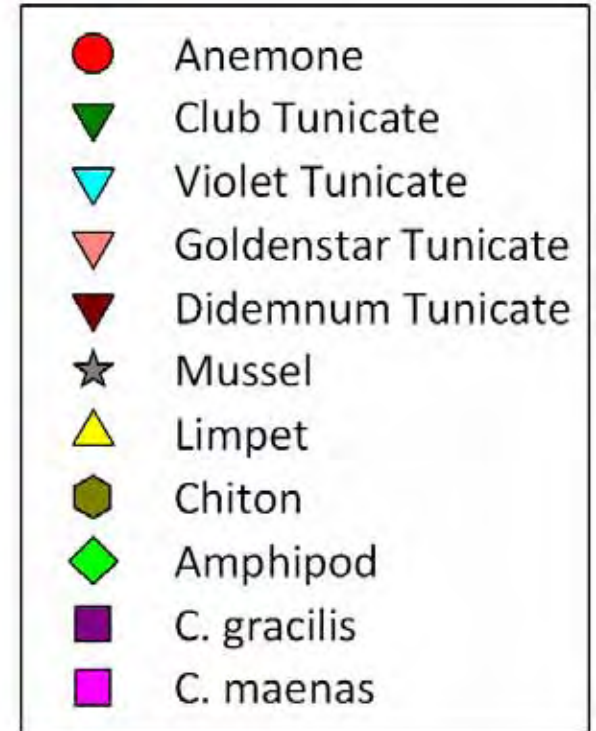 Anemone
Club Tunicate
Violet Tunicate
Goldenstar Tunicate
Didemnum Tunicate
Mussel
Limpet
Chiton
Amphipod
C. gracilis
C. maenas